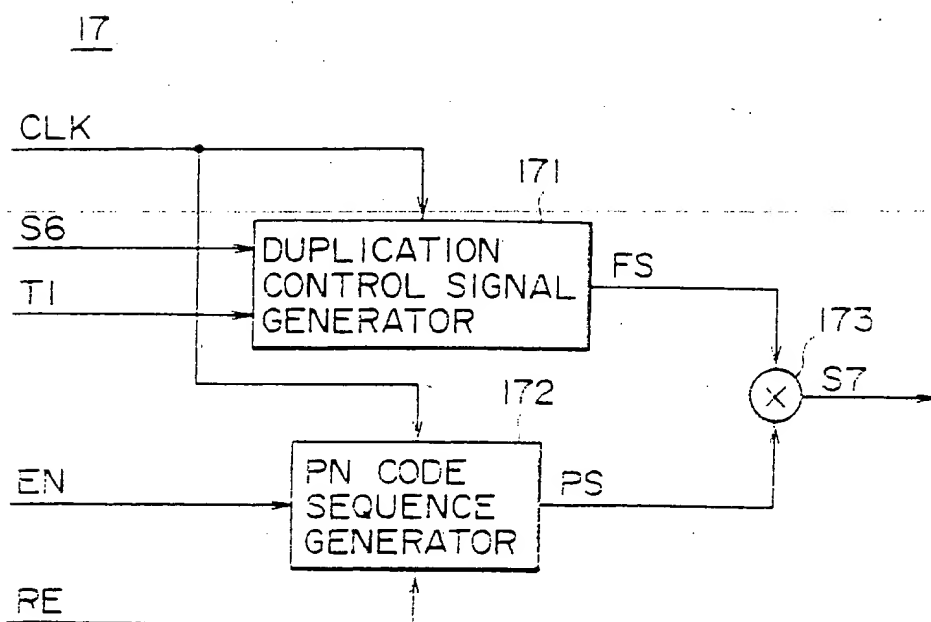 17
CLK
171
S6
DUPLICATION
CONTROL SIGNAL
GENERATOR
FS
T1
173
S7
172
EN
PN CODE
SEQUENCE
GENERATOR
PS
RE